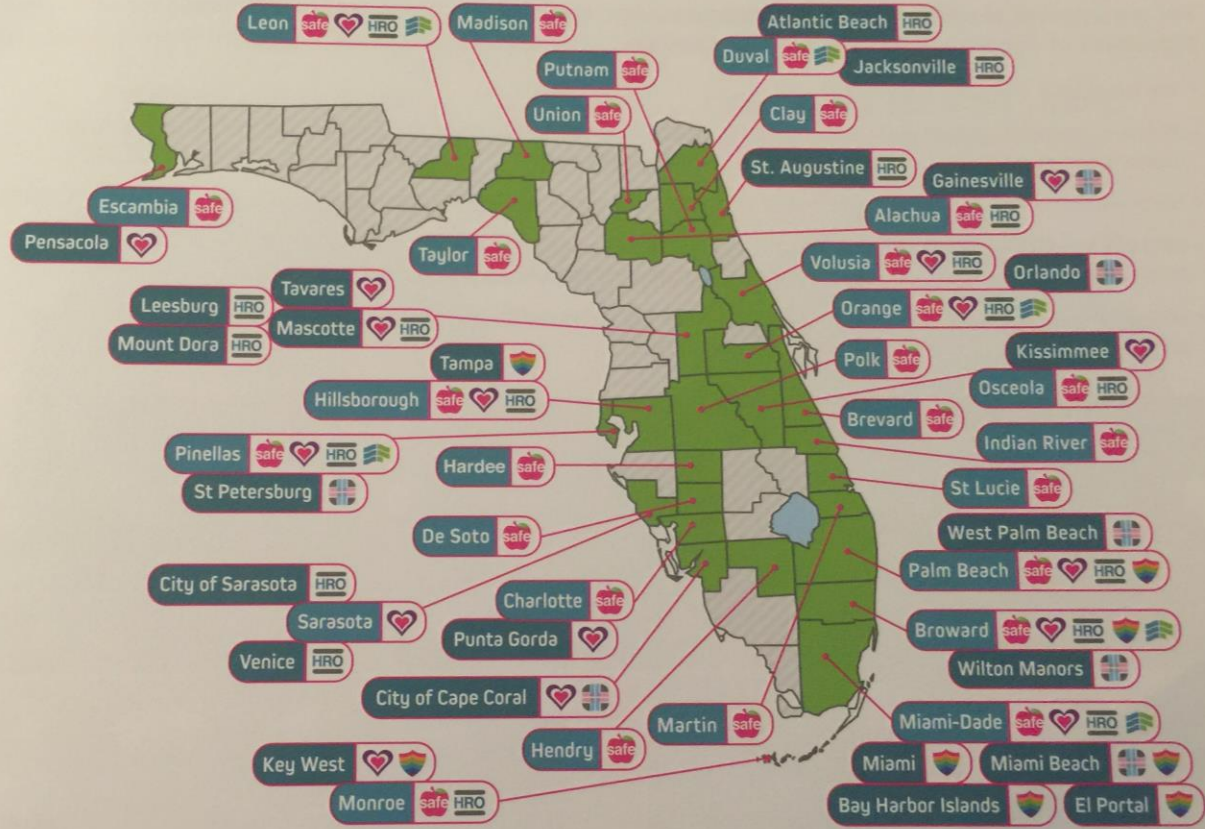 Leon safe HRO
Madison safe
Atlantic Beach HRO
Duval safe
Jacksonville HRO
Putnam safe
Union safe
Clay safe
St. Augustine HRO
Gainesville
Alachua safe HRO
Escambia safe
Pensacola
Taylor safe
Volusia safe HRO
Orlando
Tavares
Leesburg HRO
Mascotte HRO
Mount Dora HRO
Orange safe HRO
Tampa
Polk safe
Kissimmee
Osceola safe HRO
Hillsborough safe HRO
Brevard safe
Indian River safe
Pinellas safe HRO
St Petersburg
Hardee safe
St Lucie safe
De Soto safe
West Palm Beach
Palm Beach safe HRO
City of Sarasota HRO
Sarasota
Venice HRO
Charlotte safe
Punta Gorda
Broward safe HRO
Wilton Manors
City of Cape Coral
Martin safe
Hendry safe
Miami-Dade safe HRO
Key West
Monroe safe HRO
Miami
Miami Beach
Bay Harbor Islands
El Portal